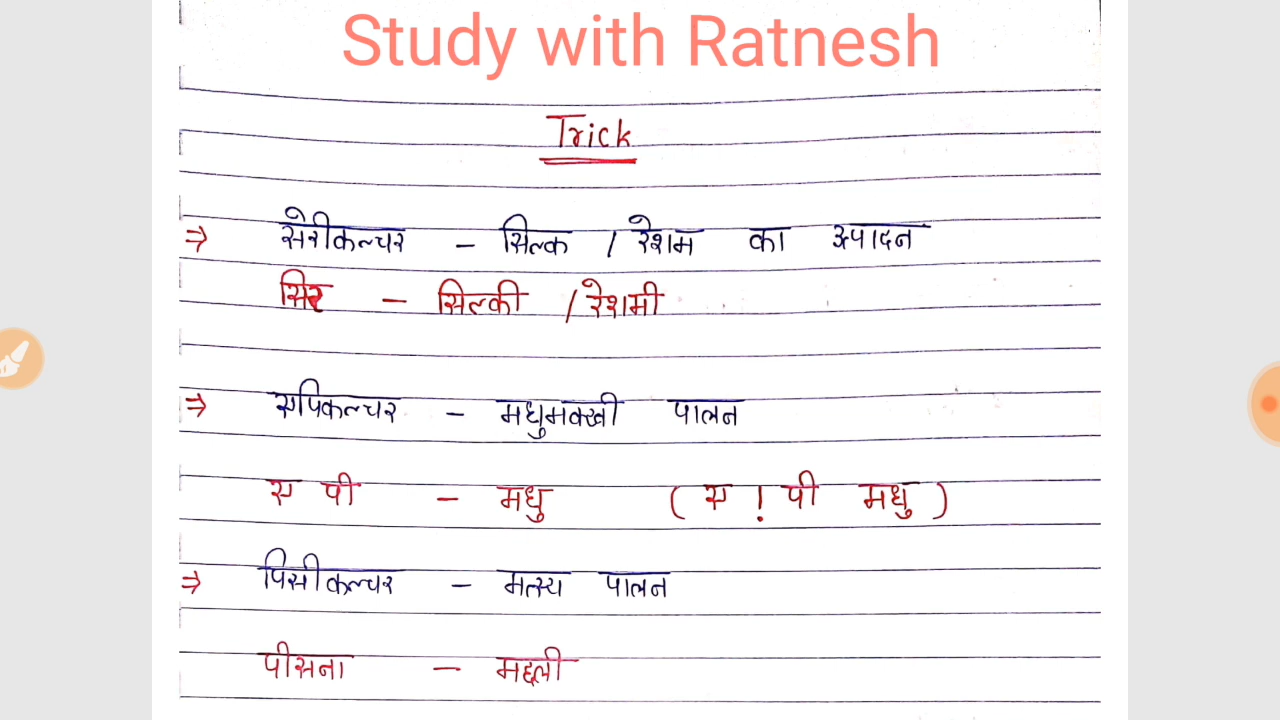 Study with Ratnesh
Trick
⇒ सेरीकल्चर - सिल्क / रेशम का उत्पादन
सिर - सिल्की / रेशमी
⇒ एपिकल्चर - मधुमक्खी पालन
ए पी - मधु ( ए ! पी मधु )
⇒ पिसीकल्चर - मत्स्य पालन
पीसना - मछली